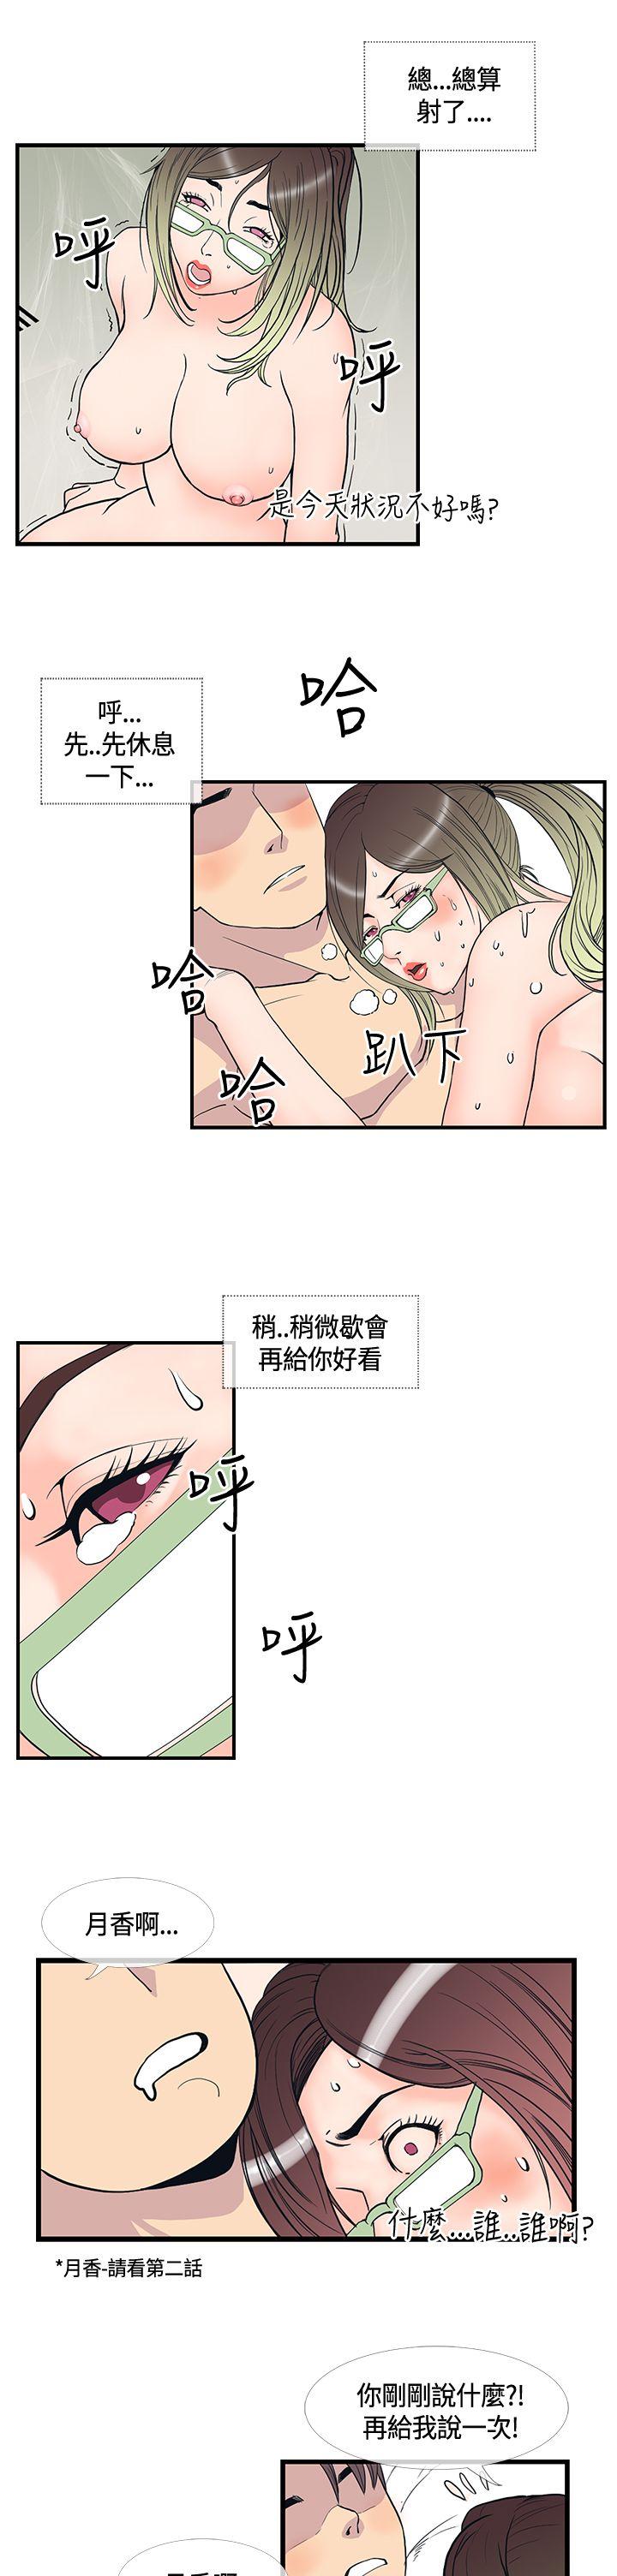 總...總算
射了....
呼
呼
是今天狀況不好嗎?
哈
呼...
先..先休息
一下...
哈
趴下
哈
稍..稍微歇會
再給你好看
呼
呼
月香啊...
什麼...誰..誰啊?
*月香-請看第二話
你剛剛說什麼?!
再給我說一次!